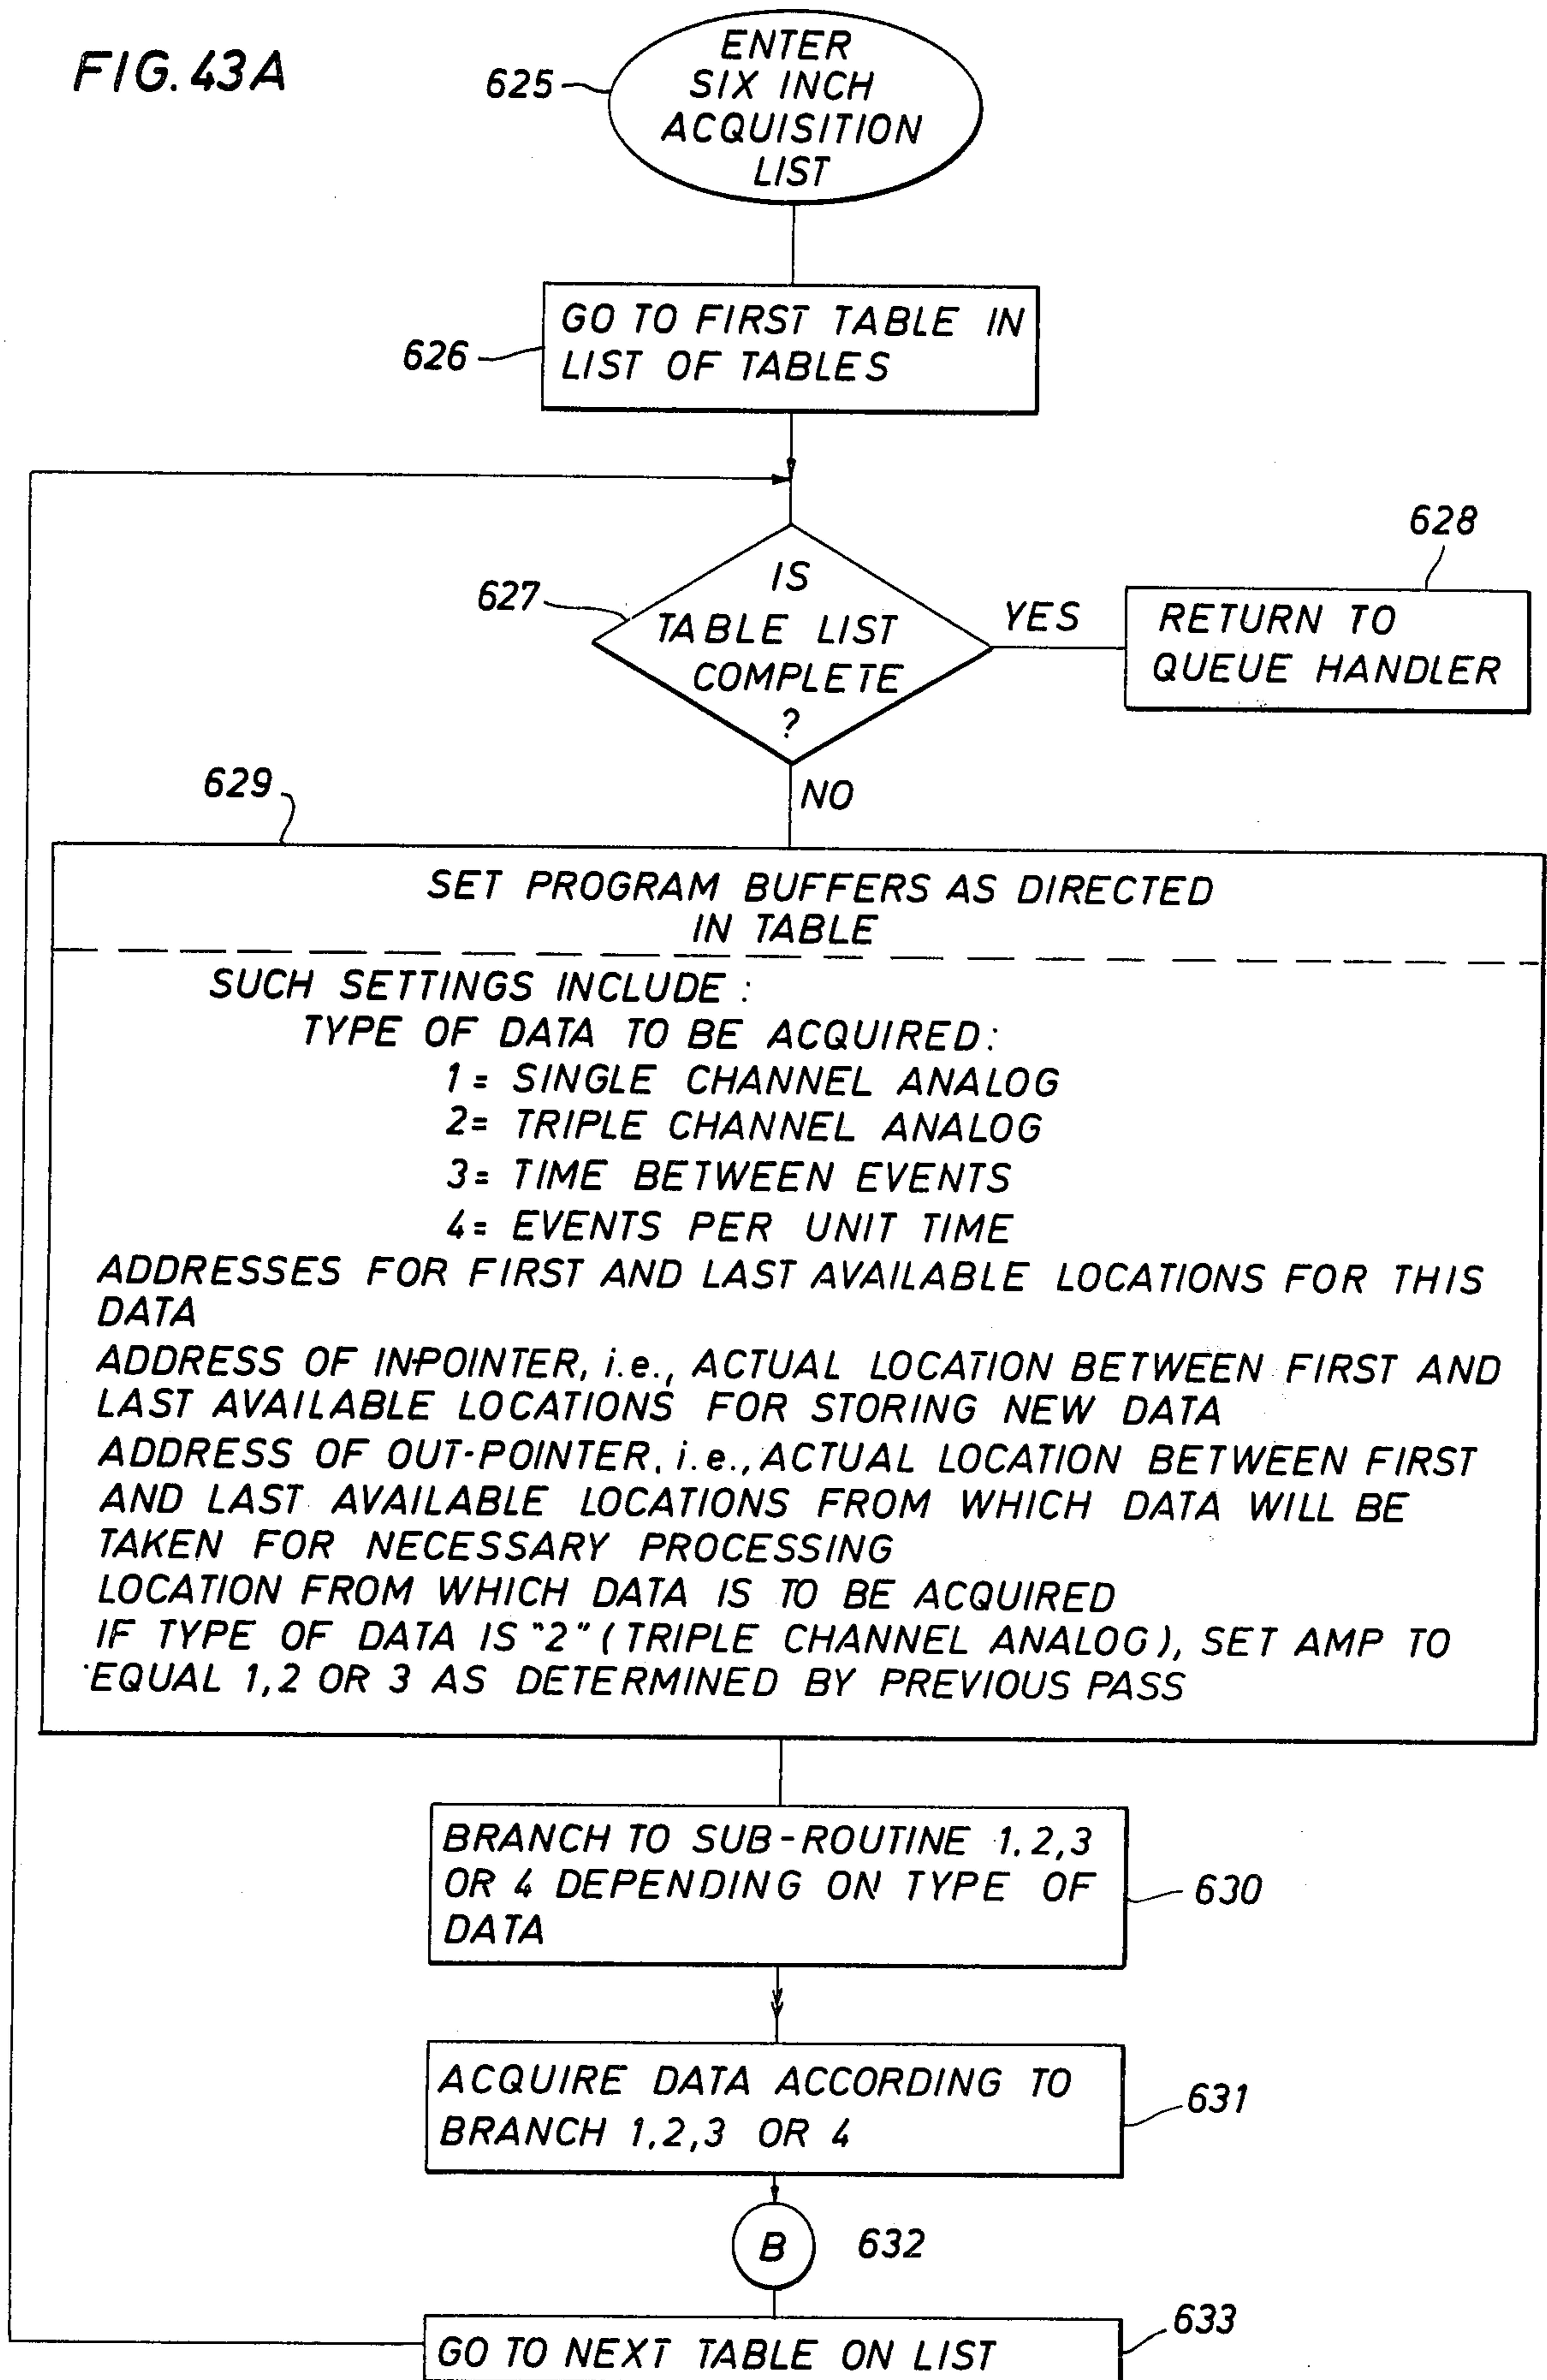 FIG. 43A
625
ENTER
SIX INCH
ACQUISITION
LIST
626
GO TO FIRST TABLE IN
LIST OF TABLES
627
IS
TABLE LIST
COMPLETE
?
YES
628
RETURN TO
QUEUE HANDLER
NO
629
SET PROGRAM BUFFERS AS DIRECTED
IN TABLE
SUCH SETTINGS INCLUDE :
TYPE OF DATA TO BE ACQUIRED:
1 = SINGLE CHANNEL ANALOG
2= TRIPLE CHANNEL ANALOG
3= TIME BETWEEN EVENTS
4= EVENTS PER UNIT TIME
ADDRESSES FOR FIRST AND LAST AVAILABLE LOCATIONS FOR THIS
DATA
ADDRESS OF IN-POINTER, i.e., ACTUAL LOCATION BETWEEN FIRST AND
LAST AVAILABLE LOCATIONS FOR STORING NEW DATA
ADDRESS OF OUT-POINTER, i.e., ACTUAL LOCATION BETWEEN FIRST
AND LAST AVAILABLE LOCATIONS FROM WHICH DATA WILL BE
TAKEN FOR NECESSARY PROCESSING
LOCATION FROM WHICH DATA IS TO BE ACQUIRED
IF TYPE OF DATA IS "2" (TRIPLE CHANNEL ANALOG), SET AMP TO
EQUAL 1,2 OR 3 AS DETERMINED BY PREVIOUS PASS
BRANCH TO SUB-ROUTINE 1,2,3
OR 4 DEPENDING ON TYPE OF
DATA
630
ACQUIRE DATA ACCORDING TO
BRANCH 1,2,3 OR 4
631
B
632
633
GO TO NEXT TABLE ON LIST